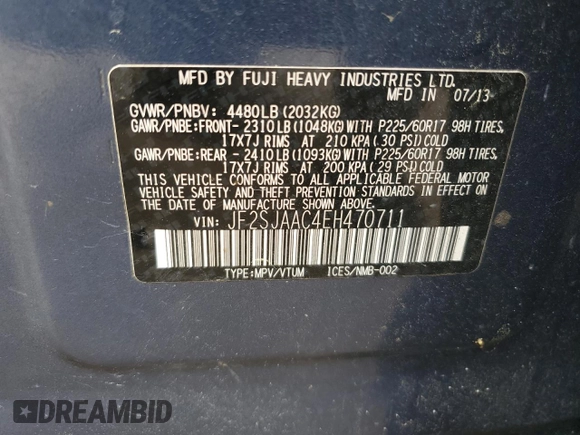 MFD BY FUJI HEAVY INDUSTRIES LTD.
MFD IN 07/13
GVWR/PNBV: 4480LB(2032KG)
GAWR/PNBE:FRONT- 2310LB(1048KG)WITH P225/60R17 98H TIRES,
17X7J RIMS AT 210 KPA( 30 PSI)COLD
GAWR/PNBE:REAR - 2410LB(1093KG)WITH P225/60R17 98H TIRES,
17X7J RIMS AT 200 KPA( 29 PSI)COLD
THIS VEHICLE CONFORMS TO ALL APPLICABLE FEDERAL MOTOR
VEHICLE SAFETY AND THEFT PREVENTION STANDARDS IN EFFECT
ON THE DATE OF MANUFACTURE SHOWN ABOVE.
VIN: JF2SJAAC4EH470711
TYPE:MPV/VTUM ICES/NMB-002
DREAMBID